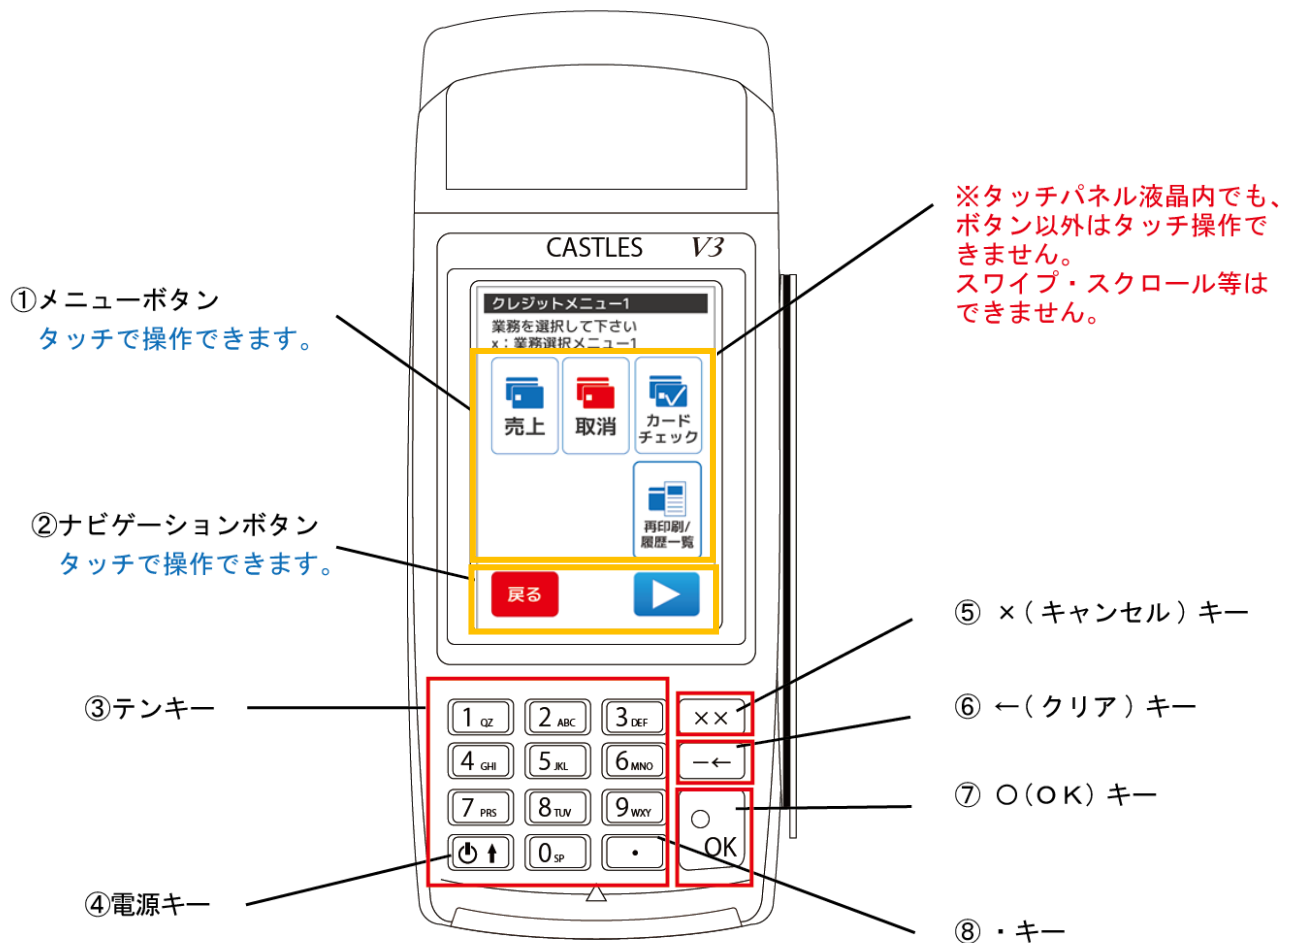 CASTLES V3
※タッチパネル液晶内でも、
ボタン以外はタッチ操作で
きません。
スワイプ・スクロール等は
できません。
①メニューボタン
タッチで操作できます。
クレジットメニュー1
業務を選択して下さい
x：業務選択メニュー1
売上
取消
カード
チェック
再印刷/
履歴一覧
②ナビゲーションボタン
タッチで操作できます。
戻る
⑤ ×(キャンセル) キー
⑥ ←(クリア) キー
⑦ ○(OK) キー
③テンキー
1 QZ 2 ABC 3 DEF ××
4 GHI 5 JKL 6 MNO −←
7 PRS 8 TUV 9 WXY ○
↑ 0 SP ・ OK
④電源キー
⑧ ・キー